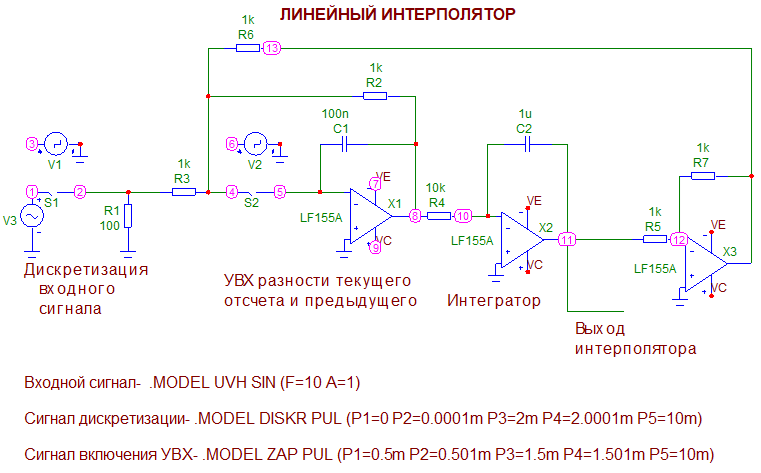 ЛИНЕЙНЫЙ ИНТЕРПОЛЯТОР
1k
R6
13
1k
R2
100n
C1
1u
C2
3
V1
6
V2
1k
R3
1k
R7
1
S1
2
4
S2
5
VE
7
X1
8
10k
R4
10
VE
X2
11
1k
R5
12
VE
X3
V3
R1
100
LF155A
VC
9
LF155A
VC
LF155A
VC
Дискретизация
входного
сигнала
УВХ разности текущего
отсчета и предыдущего
Интегратор
Выход
интерполятора
Входной сигнал- .MODEL UVH SIN (F=10 A=1)
Сигнал дискретизации- .MODEL DISKR PUL (P1=0 P2=0.0001m P3=2m P4=2.0001m P5=10m)
Сигнал включения УВХ- .MODEL ZAP PUL (P1=0.5m P2=0.501m P3=1.5m P4=1.501m P5=10m)